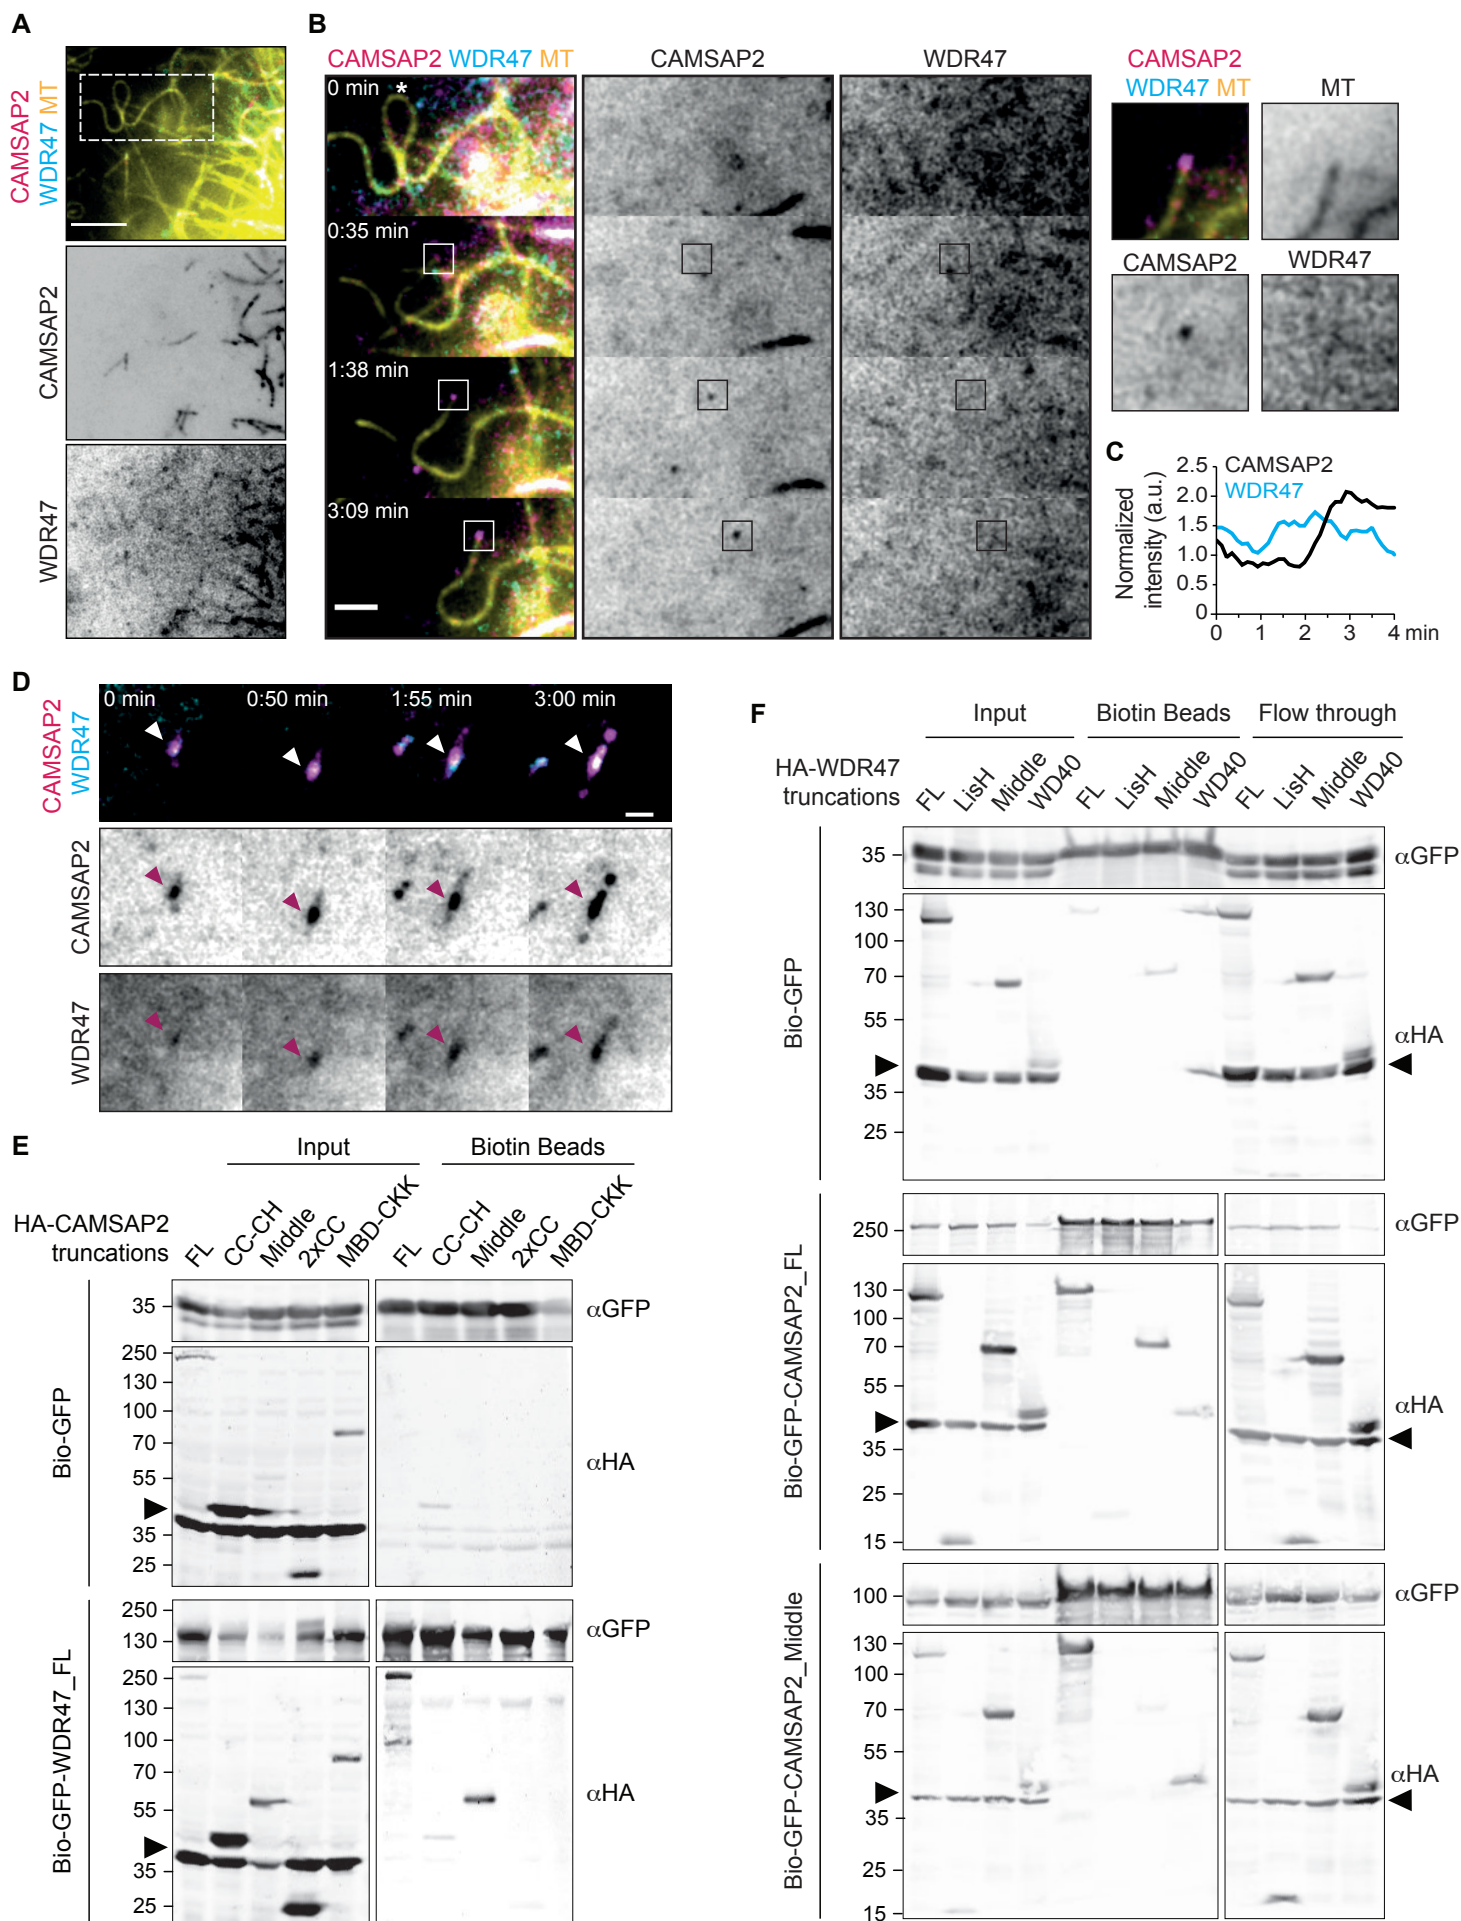 A
CAMSAP2
WDR47 MT
CAMSAP2
WDR47
B
CAMSAP2 WDR47 MT
CAMSAP2
WDR47
0 min
*
0:35 min
1:38 min
3:09 min
CAMSAP2
WDR47 MT
MT
CAMSAP2
WDR47
C
Normalized
intensity (a.u.)
2.5
2.0
1.5
1.0
0.5
0
CAMSAP2
WDR47
0 1 2 3 4 min
D
CAMSAP2
WDR47
0 min 0:50 min 1:55 min 3:00 min
CAMSAP2
WDR47
E
Input Biotin Beads
HA-CAMSAP2
truncations
FL CC-CH Middle 2xCC MBD-CKK FL CC-CH Middle 2xCC MBD-CKK
Bio-GFP
35
αGFP
250
130
100
70
55
35
25
αHA
Bio-GFP-WDR47_FL
250
130
αGFP
250
130
100
70
55
35
25
αHA
F
Input Biotin Beads Flow through
HA-WDR47
truncations
FL LisH Middle WD40 FL LisH Middle WD40 FL LisH Middle WD40
Bio-GFP
35
αGFP
130
100
70
55
35
25
αHA
Bio-GFP-CAMSAP2_FL
250
αGFP
130
100
70
55
35
25
15
αHA
Bio-GFP-CAMSAP2_Middle
100
αGFP
130
100
70
55
35
25
15
αHA